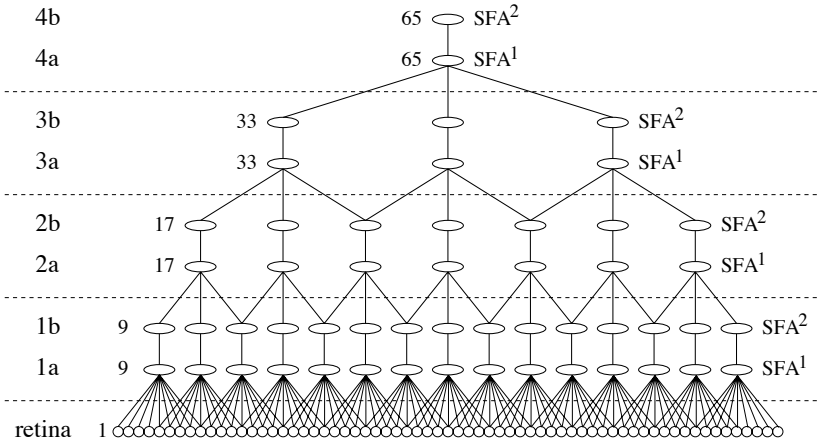 4b 65 SFA²
4a 65 SFA¹
3b 33 SFA²
3a 33 SFA¹
2b 17 SFA²
2a 17 SFA¹
1b 9 SFA²
1a 9 SFA¹
retina 1